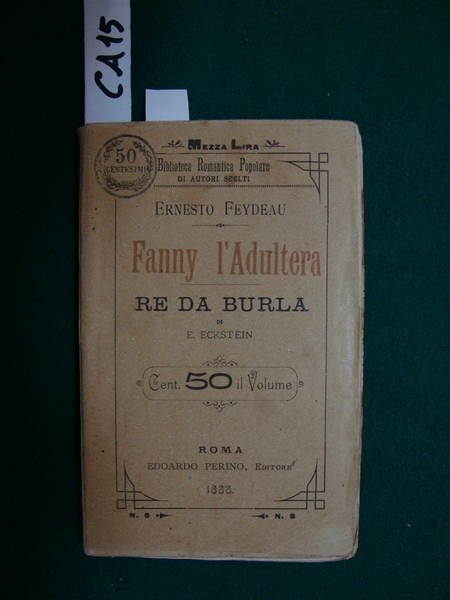 CA15
MEZZA LIRA
50
CENTESIMI
Biblioteca Romantica Popolare
DI AUTORI SCELTI
ERNESTO FEYDEAU
Fanny l'Adultera
RE DA BURLA
DI
E. ECKSTEIN
Cent. 50 il Volume
ROMA
EDOARDO PERINO, EDITORE
1888.
N. 8 N. 8